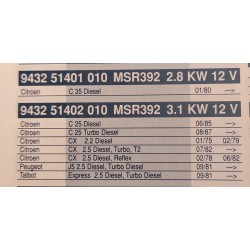 9432 51401 010 MSR392 2.8 KW 12 V
Citroen C 35 Diesel 01/80 —>
9432 51402 010 MSR392 3.1 KW 12 V
Citroen C 25 Diesel 06/85 —>
Citroen C 25 Turbo Diesel 08/87 —>
Citroen CX 2.2 Diesel 01/75 02/79
Citroen CX 2.5 Diesel, Turbo, T2 07/82 —>
Citroen CX 2.5 Diesel, Reflex 02/78 06/82
Peugeot J5 2.5 Diesel, Turbo Diesel 09/81 —>
Talbot Express 2.5 Diesel, Turbo Diesel 09/81 —>